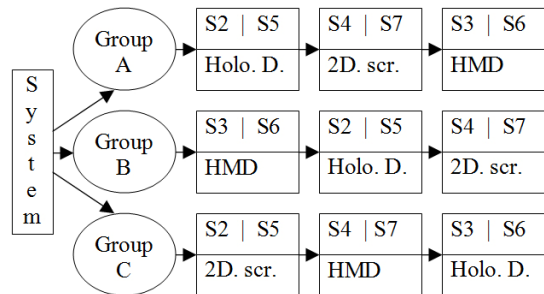 System
Group A
S2 | S5
Holo. D.
S4 | S7
2D. scr.
S3 | S6
HMD
Group B
S3 | S6
HMD
S2 | S5
Holo. D.
S4 | S7
2D. scr.
Group C
S2 | S5
2D. scr.
S4 | S7
HMD
S3 | S6
Holo. D.